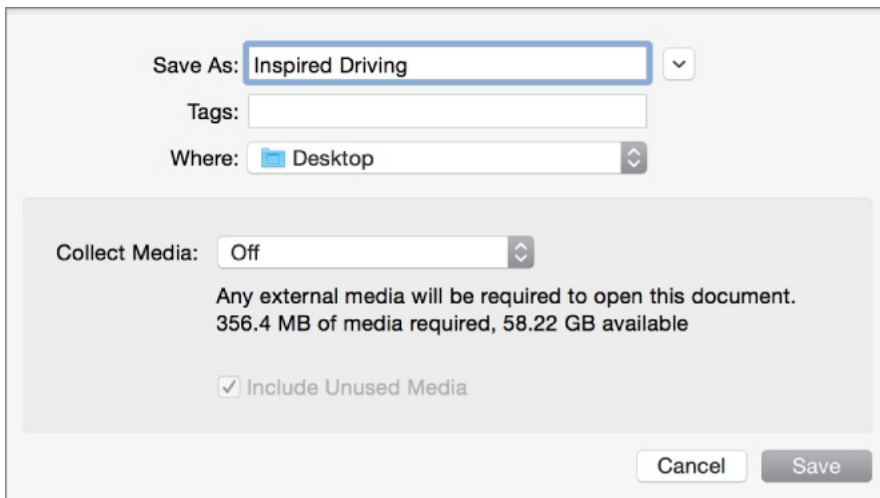 Save As: Inspired Driving
Tags:
Where: Desktop
Collect Media: Off
Any external media will be required to open this document.
356.4 MB of media required, 58.22 GB available
Include Unused Media
Cancel Save